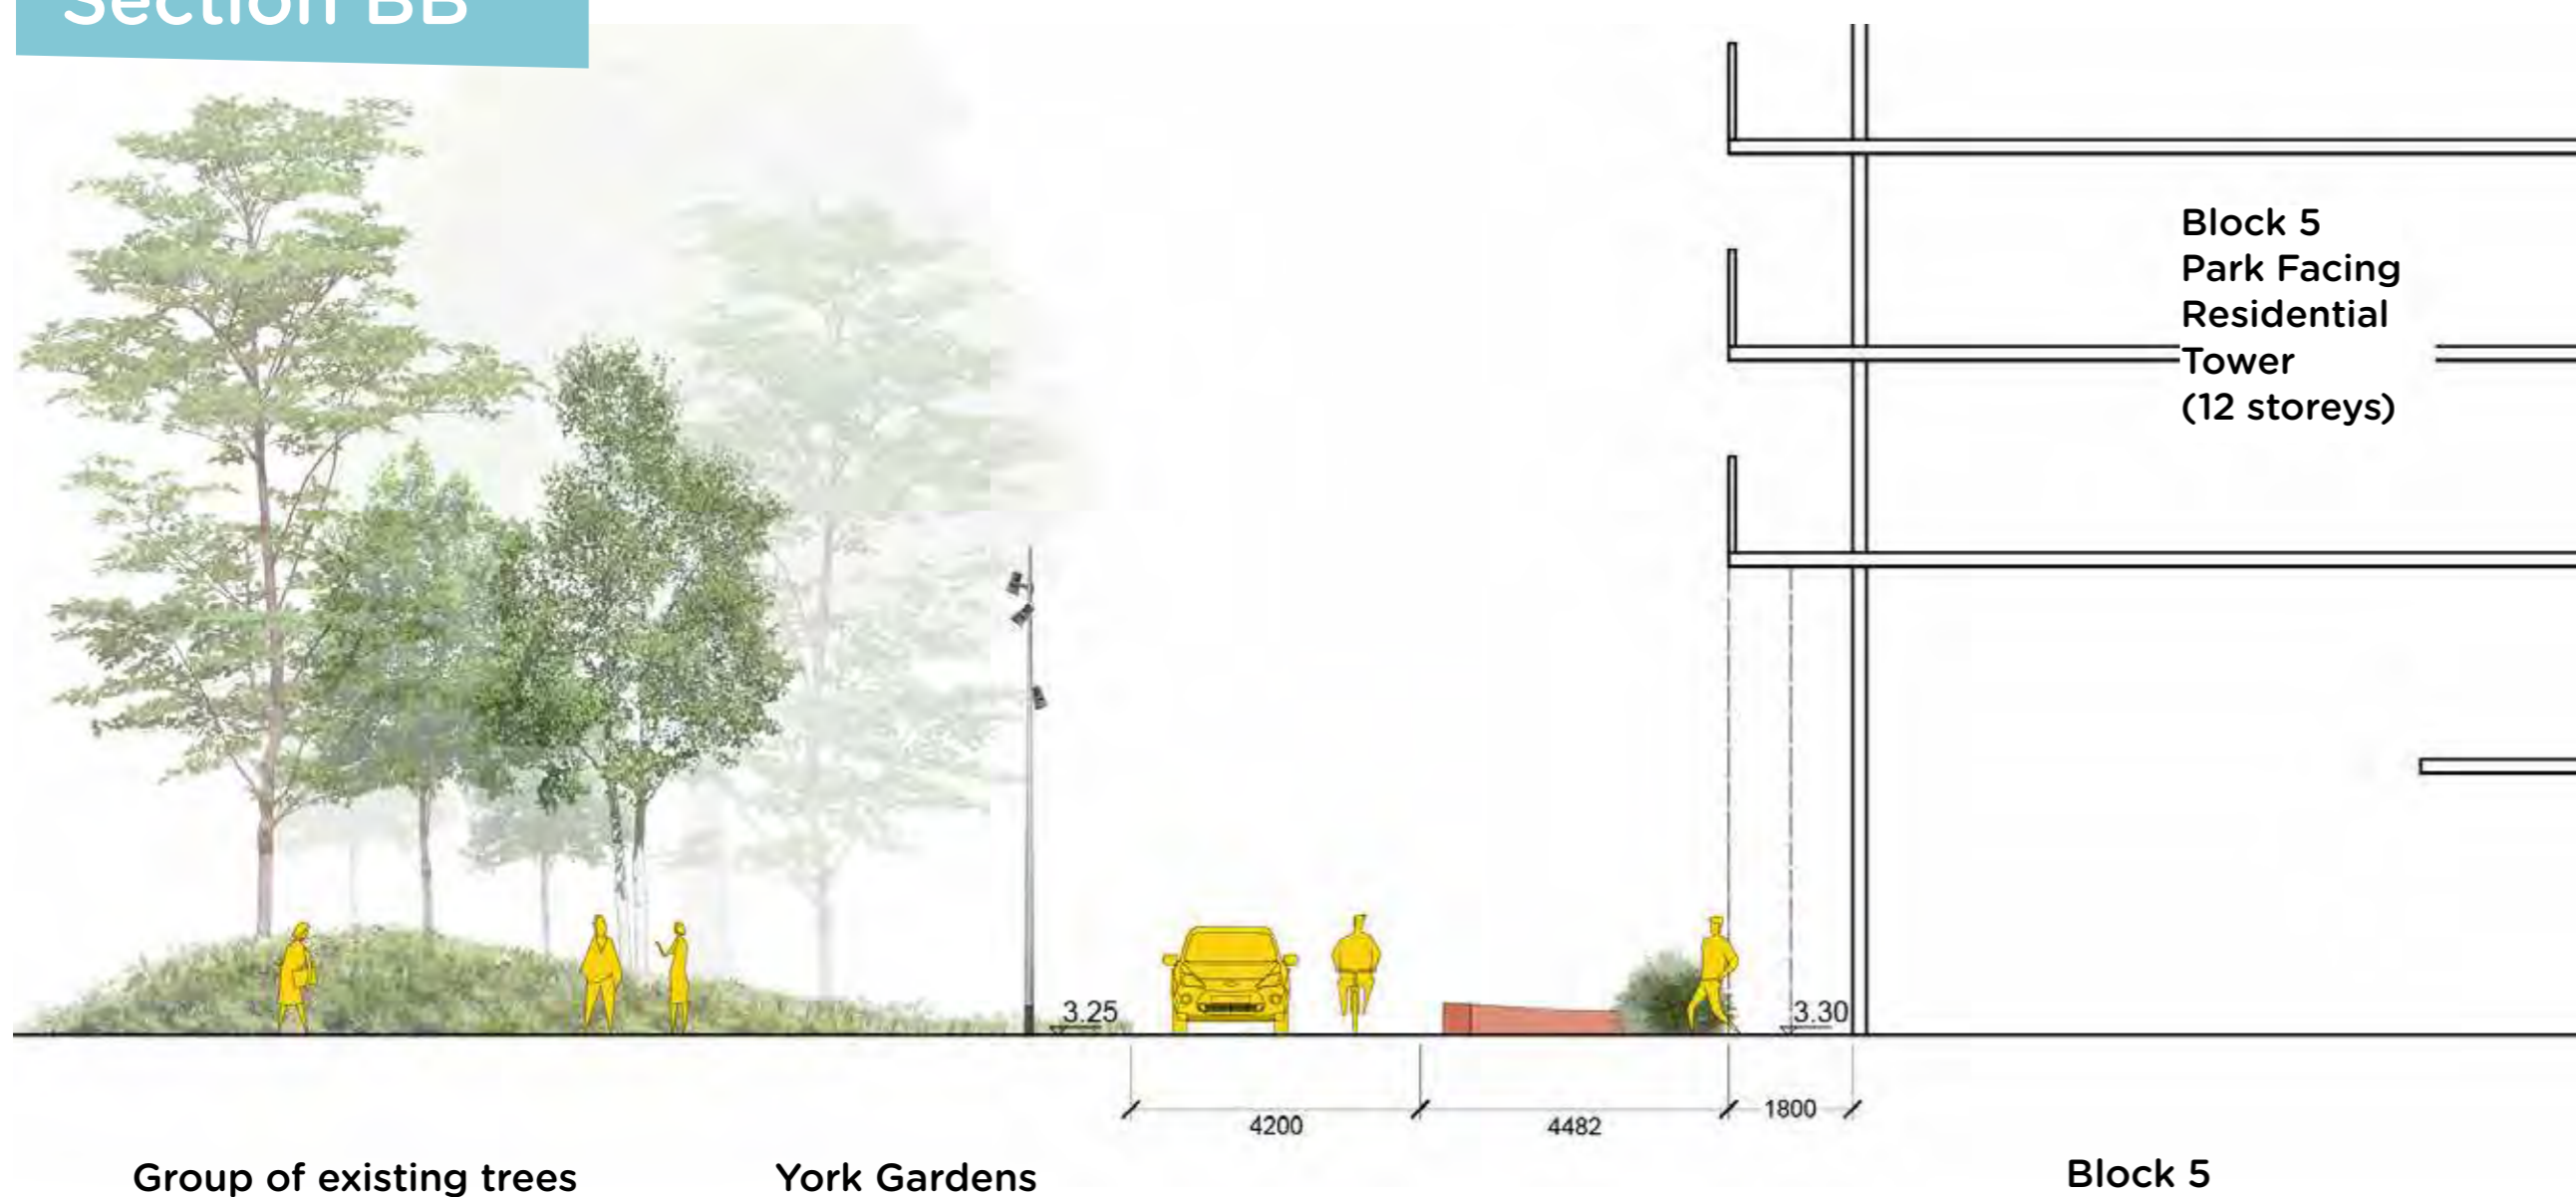 Section BB
Block 5
Park Facing
Residential
Tower
(12 storeys)
3.25
3.30
4200
4482
1800
Group of existing trees
York Gardens
Block 5